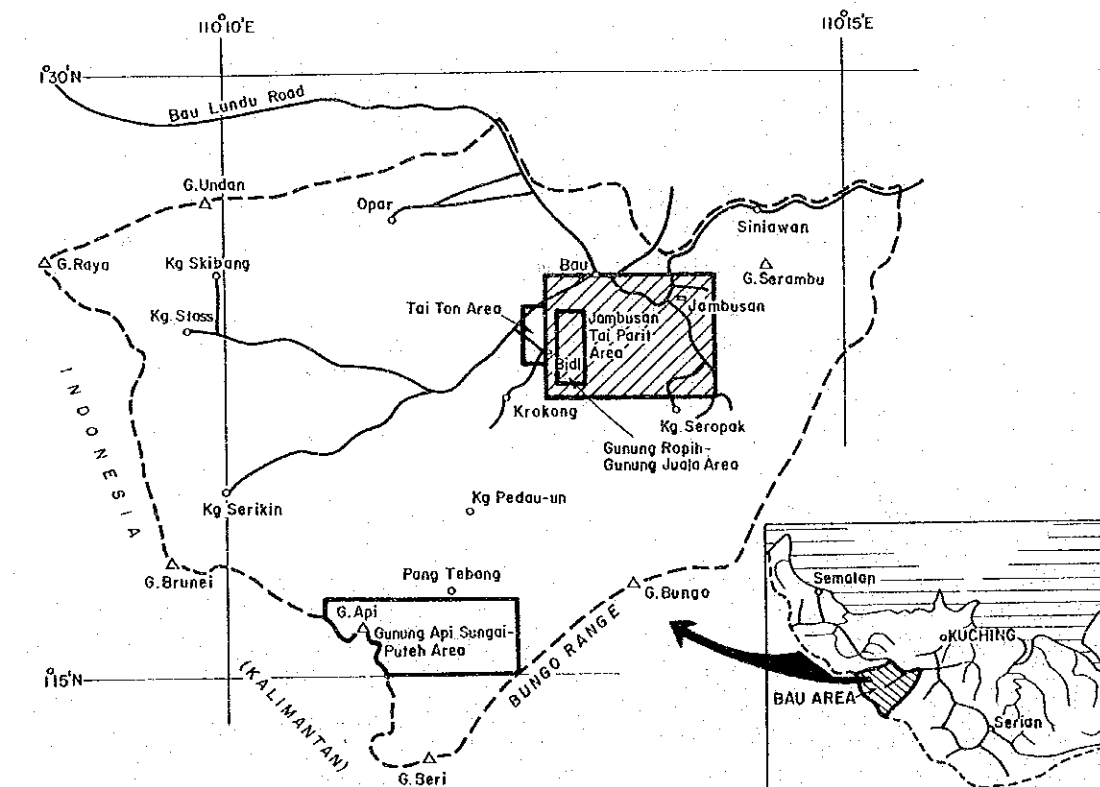 110°10'E
110°15'E
1°30'N
Bau Lundu Road
G.Undan
Opar
Siniawan
G.Raya
Kg Skibang
Bau
G.Serambu
Tai Ton Area
Jambusan
Kg.Stass
Jambusan
Tai Parit
Area
Bidi
Krokong
Kg.Seropak
INDONESIA
Gunung Ropih-
Gunung Juala Area
Kg Serikin
Kg Pedau-un
G.Brunei
Pang Tebang
G.Bungo
G.Api
Gunung Api Sungai-
Puteh Area
BUNGO RANGE
1°15'N
(KALIMANTAN)
G.Beri
Sematan
KUCHING
BAU AREA
Serian